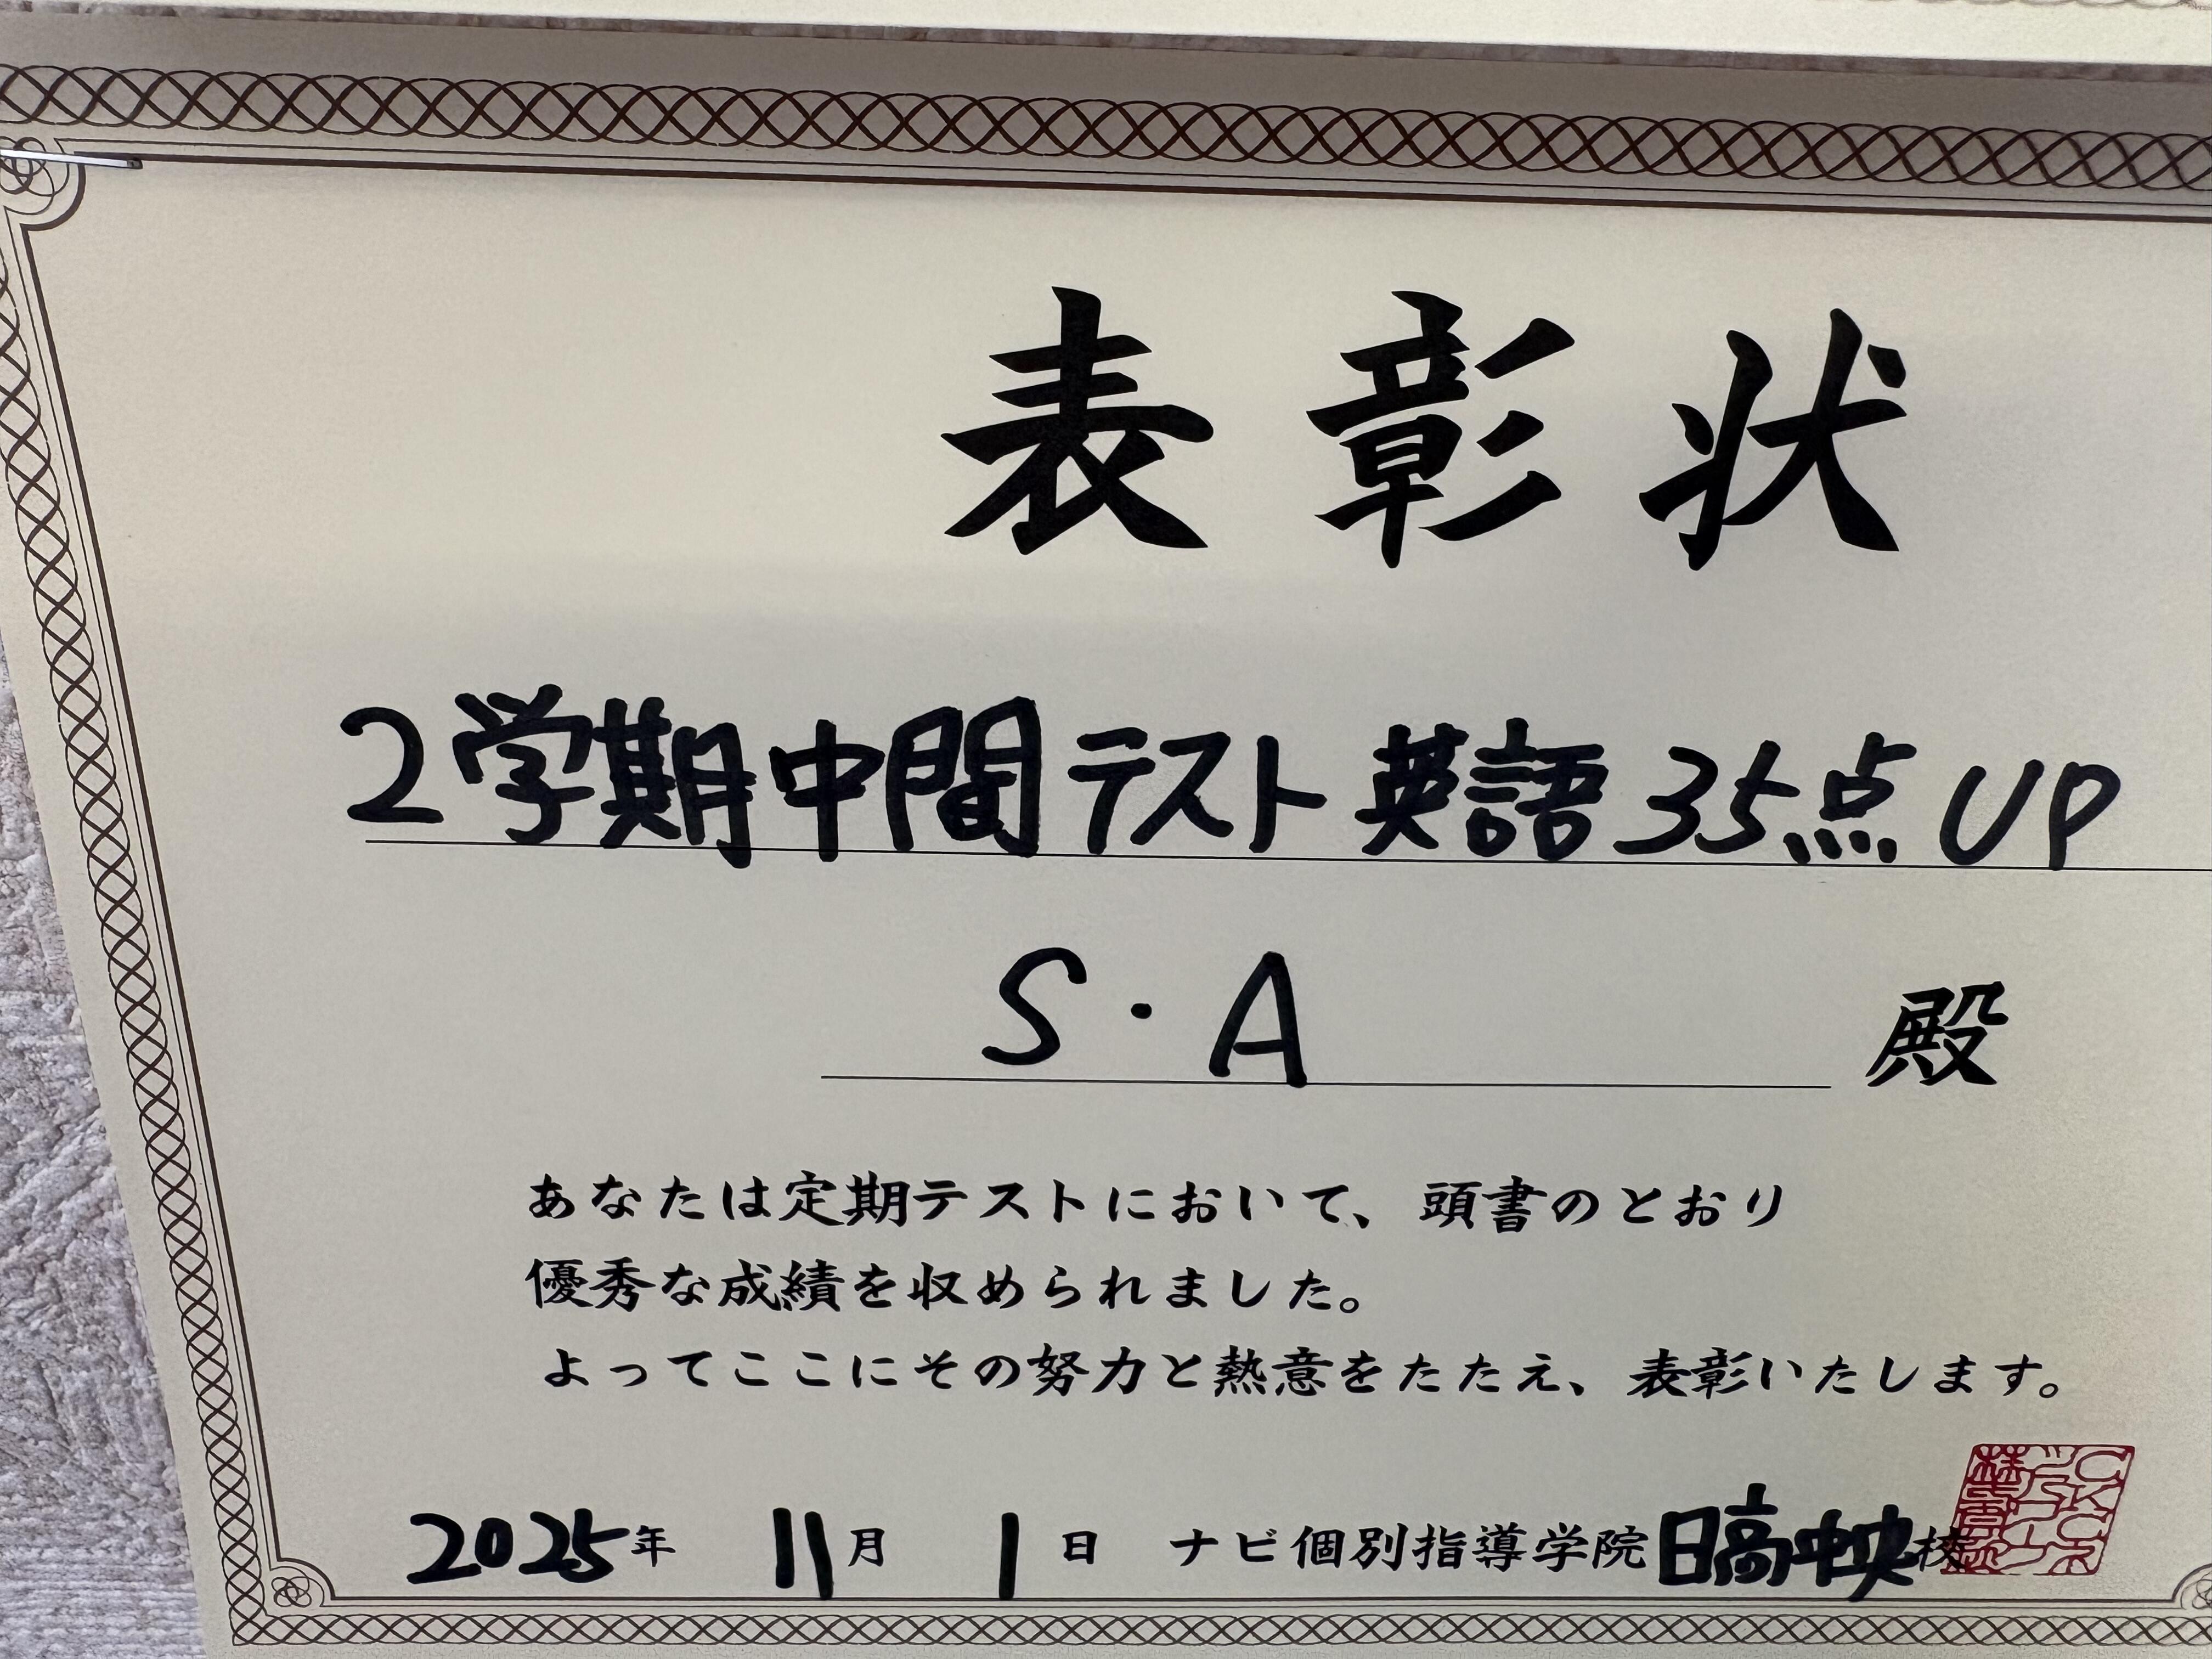 表彰状
2学期中間テスト 英語35点UP
S・A 殿
あなたは定期テストにおいて、頭書のとおり
優秀な成績を収められました。
よってここにその努力と熱意をたたえ、表彰いたします。
2025年 11月 1日 ナビ個別指導学院日高中央校